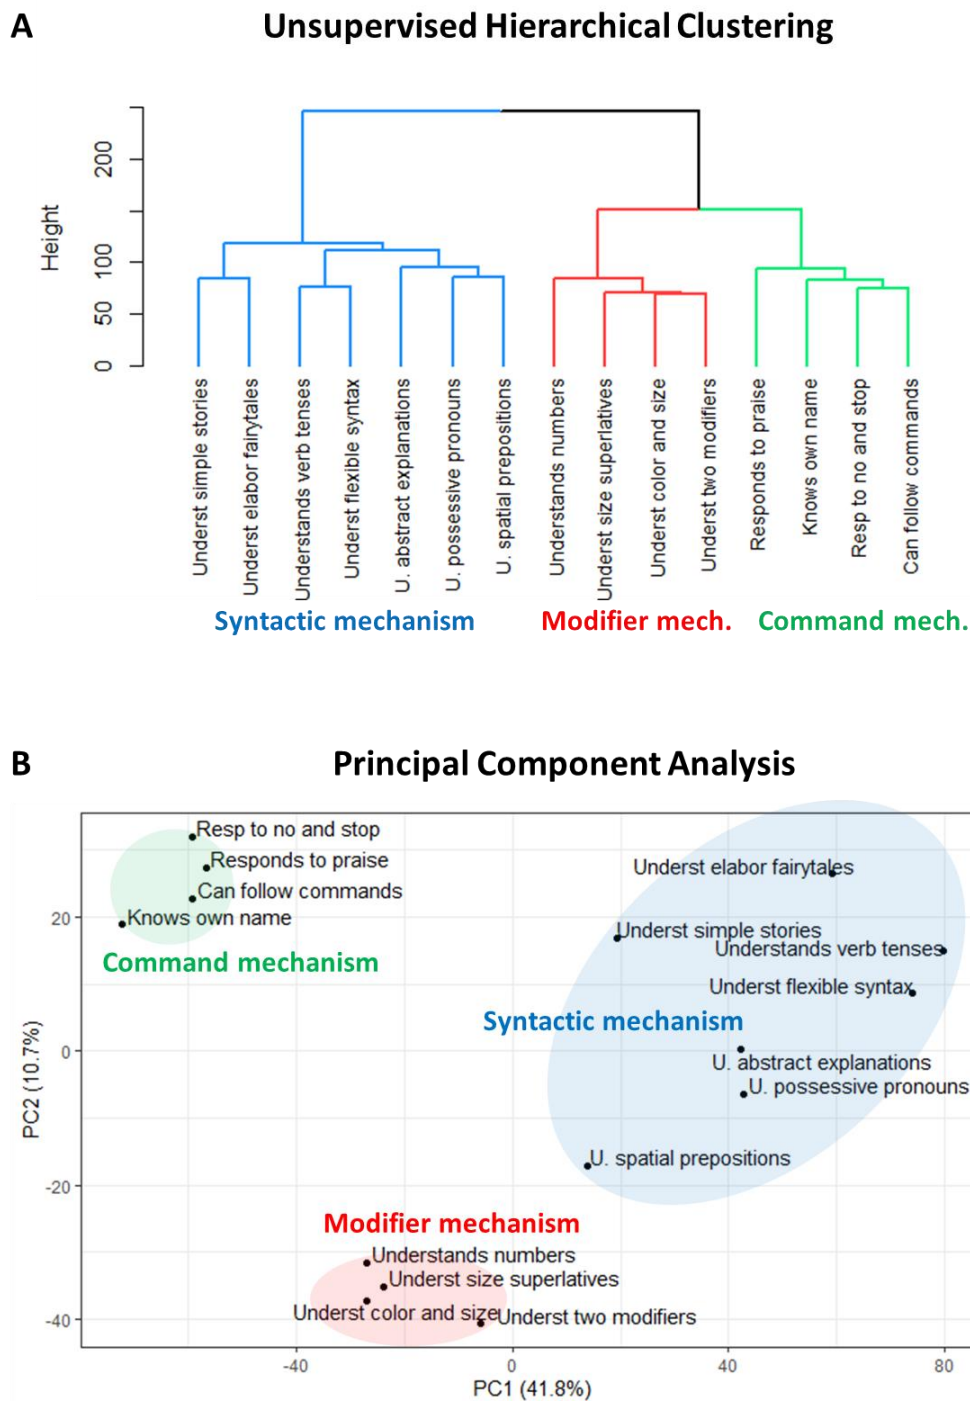 A
Unsupervised Hierarchical Clustering
Height
200
100
50
0
Underst simple stories
Underst elabor fairytales
Understands verb tenses
Underst flexible syntax
U. abstract explanations
U. possessive pronouns
U. spatial prepositions
Understands numbers
Underst size superlatives
Underst color and size
Underst two modifiers
Responds to praise
Knows own name
Resp to no and stop
Can follow commands
Syntactic mechanism
Modifier mech.
Command mech.
B
Principal Component Analysis
Resp to no and stop
Responds to praise
Can follow commands
Knows own name
Command mechanism
Underst elabor fairytales
Underst simple stories
Understands verb tenses
Underst flexible syntax
Syntactic mechanism
U. abstract explanations
U. possessive pronouns
U. spatial prepositions
Modifier mechanism
Understands numbers
Underst size superlatives
Underst color and size
Underst two modifiers
PC2 (10.7%)
20
0
-20
-40
-40
0
40
80
PC1 (41.8%)